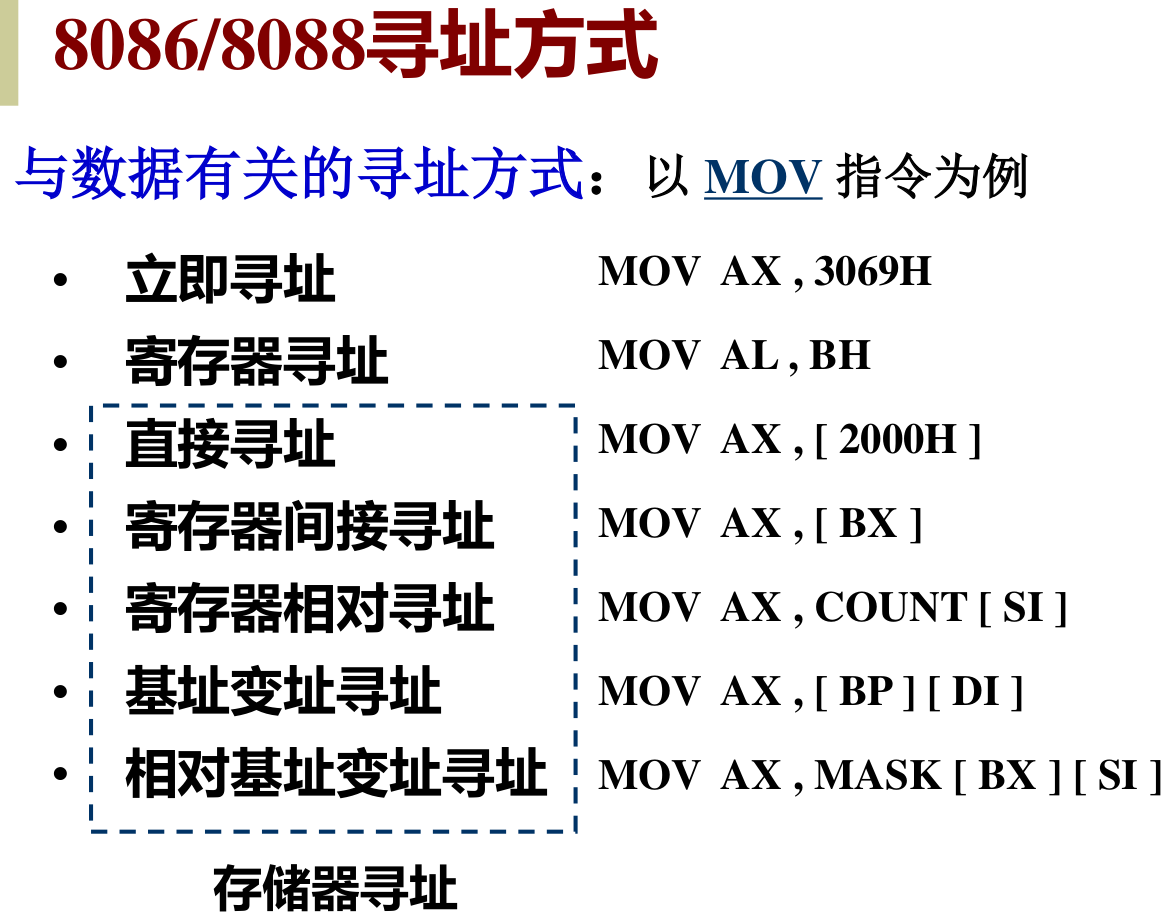 8086/8088寻址方式
与数据有关的寻址方式： 以 MOV 指令为例
• 立即寻址 MOV AX , 3069H
• 寄存器寻址 MOV AL , BH
• 直接寻址 MOV AX , [ 2000H ]
• 寄存器间接寻址 MOV AX , [ BX ]
• 寄存器相对寻址 MOV AX , COUNT [ SI ]
• 基址变址寻址 MOV AX , [ BP ] [ DI ]
• 相对基址变址寻址 MOV AX , MASK [ BX ] [ SI ]
存储器寻址